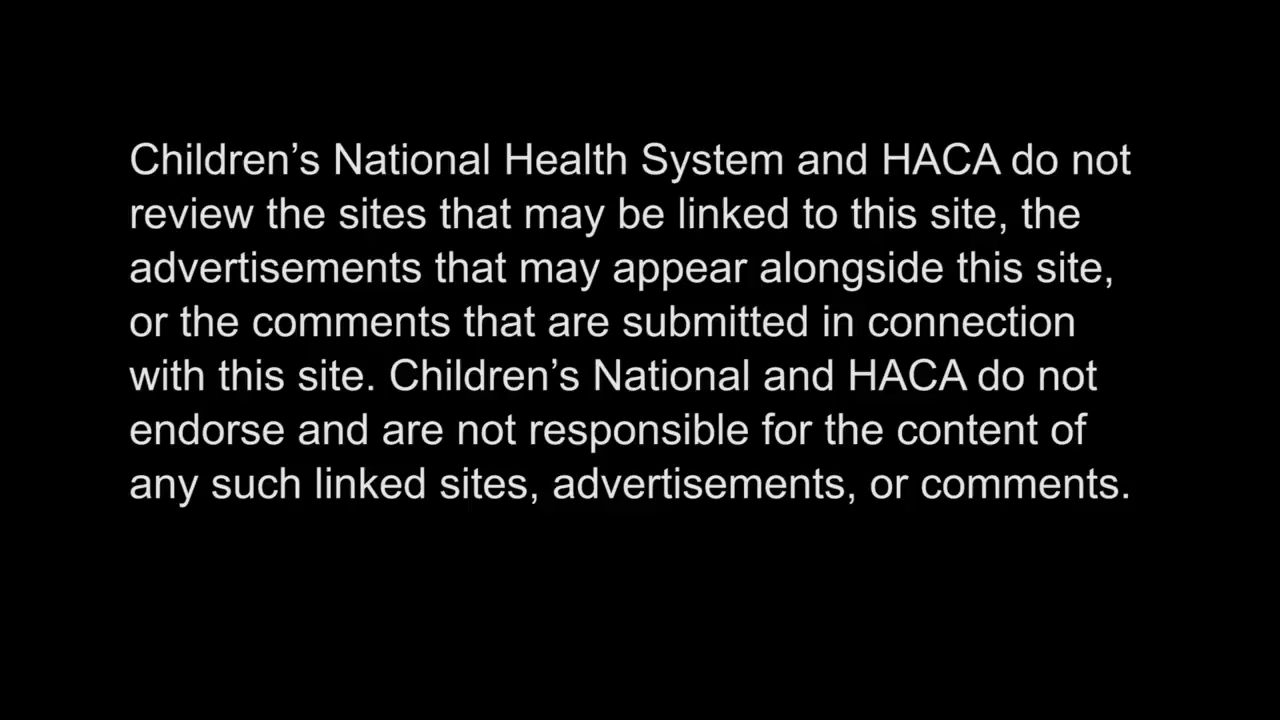 Children’s National Health System and HACA do not
review the sites that may be linked to this site, the
advertisements that may appear alongside this site,
or the comments that are submitted in connection
with this site. Children’s National and HACA do not
endorse and are not responsible for the content of
any such linked sites, advertisements, or comments.